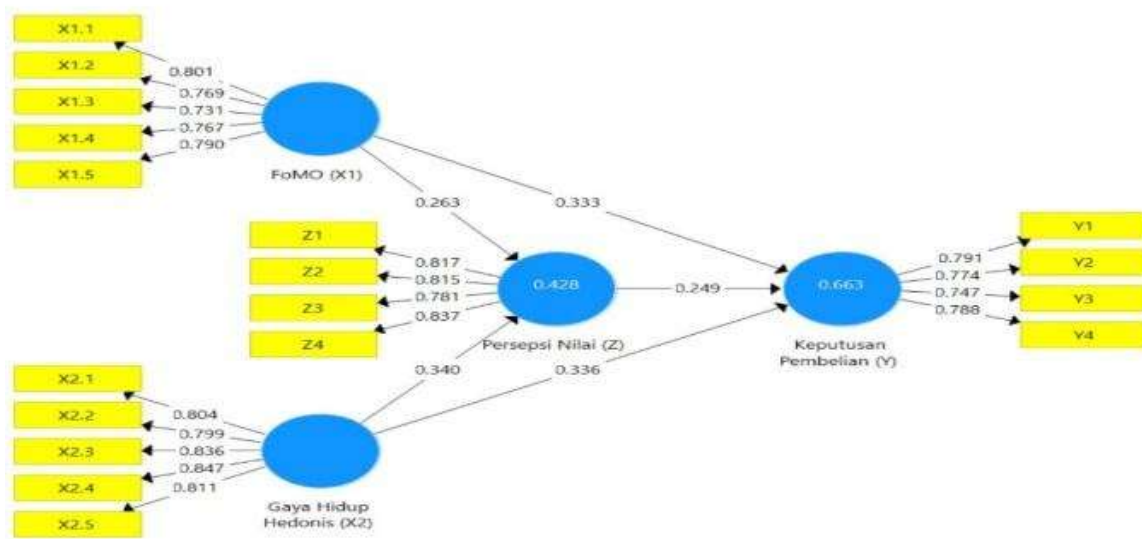 X1.1
X1.2
X1.3
X1.4
X1.5
0.801
0.769
0.731
0.767
0.790
FoMO (X1)
0.263
0.333
Z1
Z2
Z3
Z4
0.817
0.815
0.781
0.837
0.428
Persepsi Nilai (Z)
0.249
0.663
Keputusan
Pembelian (Y)
0.791
0.774
0.747
0.788
Y1
Y2
Y3
Y4
0.340
0.336
X2.1
X2.2
X2.3
X2.4
X2.5
0.804
0.799
0.836
0.847
0.811
Gaya Hidup
Hedonis (X2)